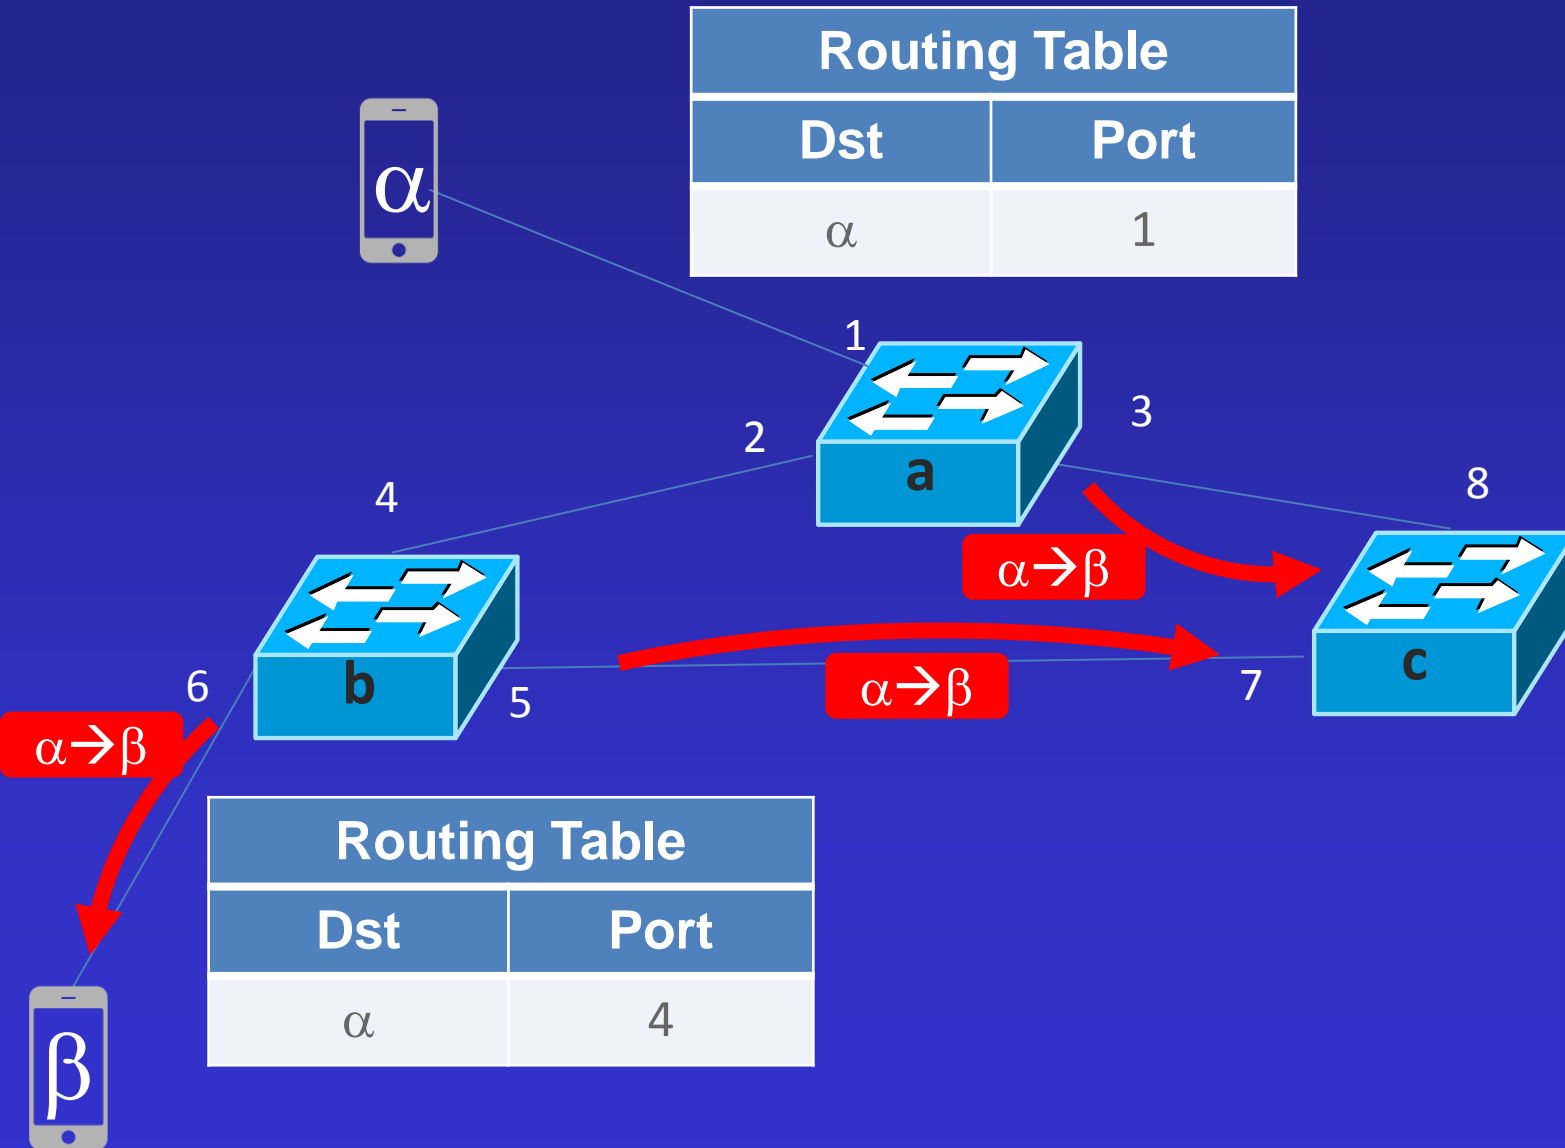 Routing Table
Dst Port
α 1
α
1
2
3
a
4
8
α→β
b
c
6
5
α→β
7
α→β
Routing Table
Dst Port
α 4
β